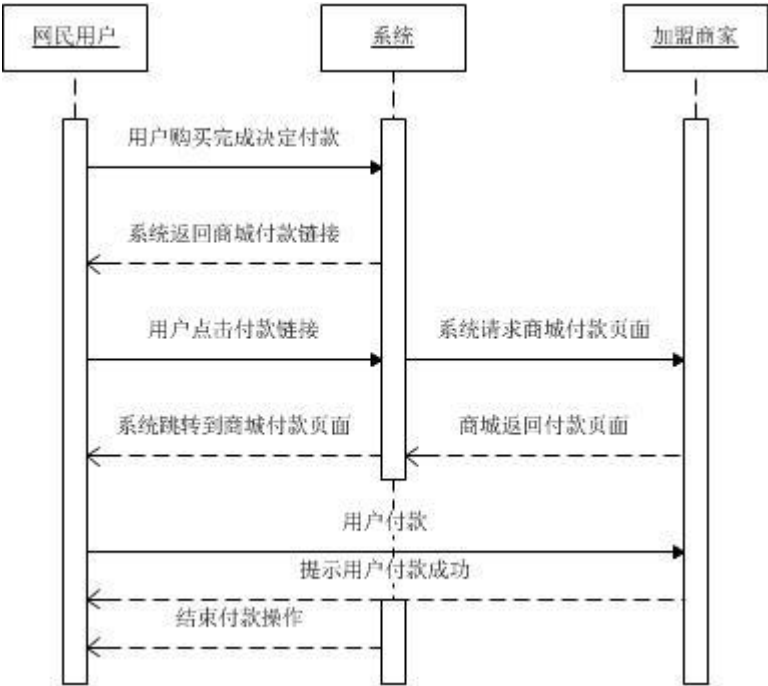 网民用户
系统
加盟商家
用户购买完成决定付款
系统返回商城付款链接
用户点击付款链接
系统请求商城付款页面
系统跳转到商城付款页面
商城返回付款页面
用户付款
提示用户付款成功
结束付款操作